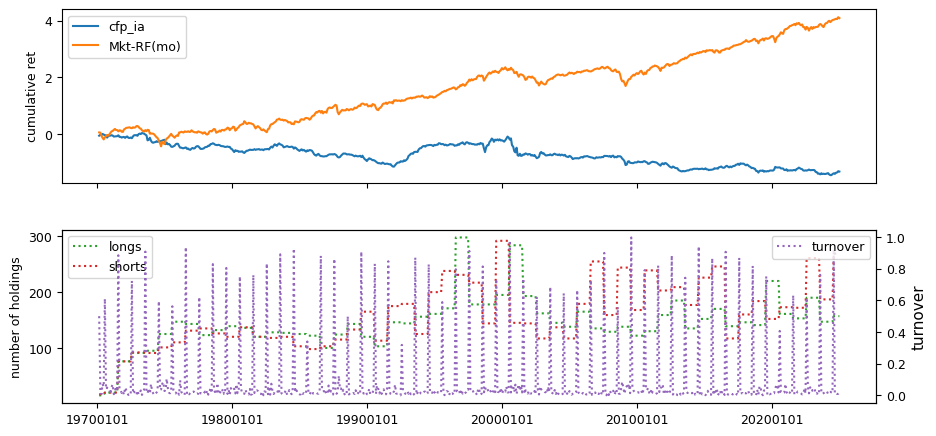 cumulative ret
4
2
0
cfp_ia
Mkt-RF(mo)
number of holdings
300
200
100
longs
shorts
turnover
1.0
0.8
0.6
0.4
0.2
0.0
turnover
19700101
19800101
19900101
20000101
20100101
20200101